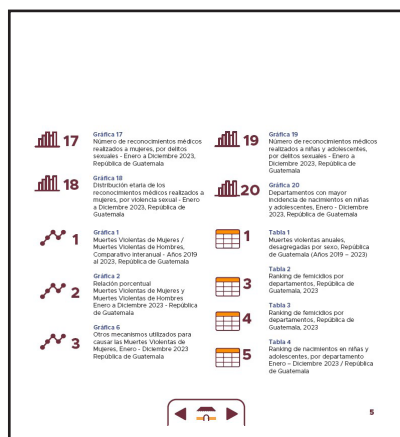 17
Gráfica 17
Número de reconocimientos médicos
realizados a mujeres, por delitos
sexuales - Enero a Diciembre 2023,
República de Guatemala
18
Gráfica 18
Distribución etaria de los
reconocimientos médicos realizados a
mujeres, por violencia sexual - Enero
a Diciembre 2023, República de
Guatemala
1
Gráfica 1
Muertes Violentas de Mujeres /
Muertes Violentas de Hombres,
Comparativo interanual - Años 2019
al 2023, República de Guatemala
2
Gráfica 2
Relación porcentual
Muertes Violentas de Mujeres y
Muertes Violentas de Hombres
Enero a Diciembre 2023 - República
de Guatemala
3
Gráfica 6
Otros mecanismos utilizados para
causar las Muertes Violentas de
Mujeres, Enero - Diciembre 2023
República de Guatemala
19
Gráfica 19
Número de reconocimientos médicos
realizados a niñas y adolescentes,
por delitos sexuales - Enero a
Diciembre 2023, República de
Guatemala
20
Gráfica 20
Departamentos con mayor
incidencia de nacimientos en niñas
y adolescentes, Enero - Diciembre
2023, República de Guatemala
1
Tabla 1
Muertes violentas anuales,
desagregadas por sexo, República
de Guatemala (Años 2019 – 2023)
3
Tabla 2
Ranking de femicidios por
departamentos, República de
Guatemala, 2023
4
Tabla 3
Ranking de femicidios por
departamentos, República de
Guatemala, 2023
5
Tabla 4
Ranking de nacimientos en niñas y
adolescentes, por departamento
Enero – Diciembre 2023 / República
de Guatemala
5